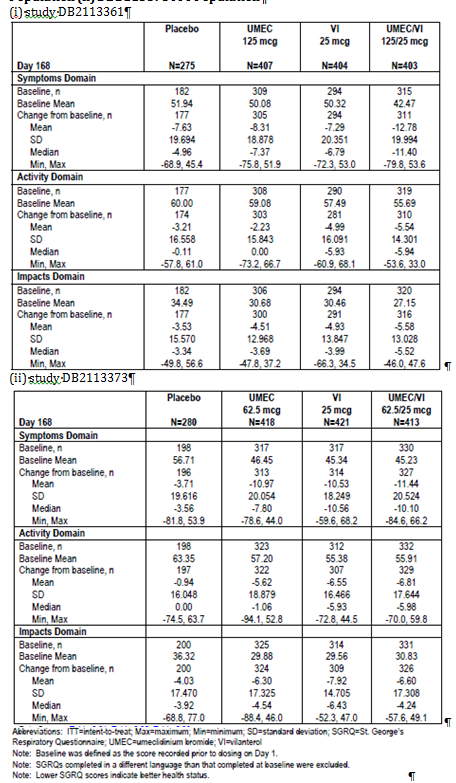 (i) study DB2113361¶
Placebo UMEC VI UMEC/VI
125 mcg 25 mcg 125/25 mcg
Day 168 N=275 N=407 N=404 N=403
Symptoms Domain
Baseline, n 182 309 294 315
Baseline Mean 51.94 50.08 50.32 42.47
Change from baseline, n 177 305 294 311
Mean -7.63 -8.31 -7.29 -12.78
SD 19.694 18.878 20.351 19.994
Median -4.96 -7.37 -6.79 -11.40
Min, Max -68.9, 45.4 -75.8, 51.9 -72.3, 53.0 -79.8, 53.6
Activity Domain
Baseline, n 177 308 290 319
Baseline Mean 60.00 59.08 57.49 55.69
Change from baseline, n 174 303 281 310
Mean -3.21 -2.23 -4.99 -5.54
SD 16.558 15.843 16.091 14.301
Median -0.11 0.00 -5.93 -5.94
Min, Max -57.8, 61.0 -73.2, 66.7 -60.9, 68.1 -53.6, 33.0
Impacts Domain
Baseline, n 182 306 294 320
Baseline Mean 34.49 30.68 30.46 27.15
Change from baseline, n 177 300 291 316
Mean -3.53 -4.51 -4.93 -5.58
SD 15.570 12.968 13.847 13.028
Median -3.34 -3.69 -3.99 -5.52
Min, Max -49.8, 56.6 -47.8, 37.2 -66.3, 34.5 -46.0, 47.6 ¶
(ii) study DB2113373¶
Placebo UMEC VI UMEC/VI
62.5 mcg 25 mcg 62.5/25 mcg
Day 168 N=280 N=418 N=421 N=413
Symptoms Domain
Baseline, n 198 317 317 330
Baseline Mean 56.71 46.45 45.34 45.23
Change from baseline, n 196 313 314 327
Mean -3.71 -10.97 -10.53 -11.44
SD 19.616 20.054 18.249 20.524
Median -3.56 -7.80 -10.56 -10.10
Min, Max -81.8, 53.9 -78.6, 44.0 -59.6, 68.2 -84.6, 66.2
Activity Domain
Baseline, n 198 323 312 332
Baseline Mean 63.35 57.20 55.38 55.91
Change from baseline, n 197 322 307 329
Mean -0.94 -5.62 -6.55 -6.81
SD 16.048 18.879 16.466 17.644
Median 0.00 -1.06 -5.93 -5.98
Min, Max -74.5, 63.7 -94.1, 52.8 -72.8, 44.5 -70.0, 59.8
Impacts Domain
Baseline, n 200 325 314 331
Baseline Mean 36.32 29.88 29.56 30.83
Change from baseline, n 200 324 309 326
Mean -4.03 -6.30 -7.92 -6.60
SD 17.470 17.325 14.705 17.308
Median -3.92 -4.54 -6.43 -4.24
Min, Max -68.8, 77.0 -88.4, 46.0 -52.3, 47.0 -57.6, 49.1 ¶
Abbreviations: ITT=intent-to-treat; Max=maximum; Min=minimum; SD=standard deviation; SGRQ=St. George's
Respiratory Questionnaire; UMEC=umeclidinium bromide; VI=vilanterol
Note: Baseline was defined as the score recorded prior to dosing on Day 1.
Note: SGRQs completed in a different language than that completed at baseline were excluded.
Note: Lower SGRQ scores indicate better health status. ¶